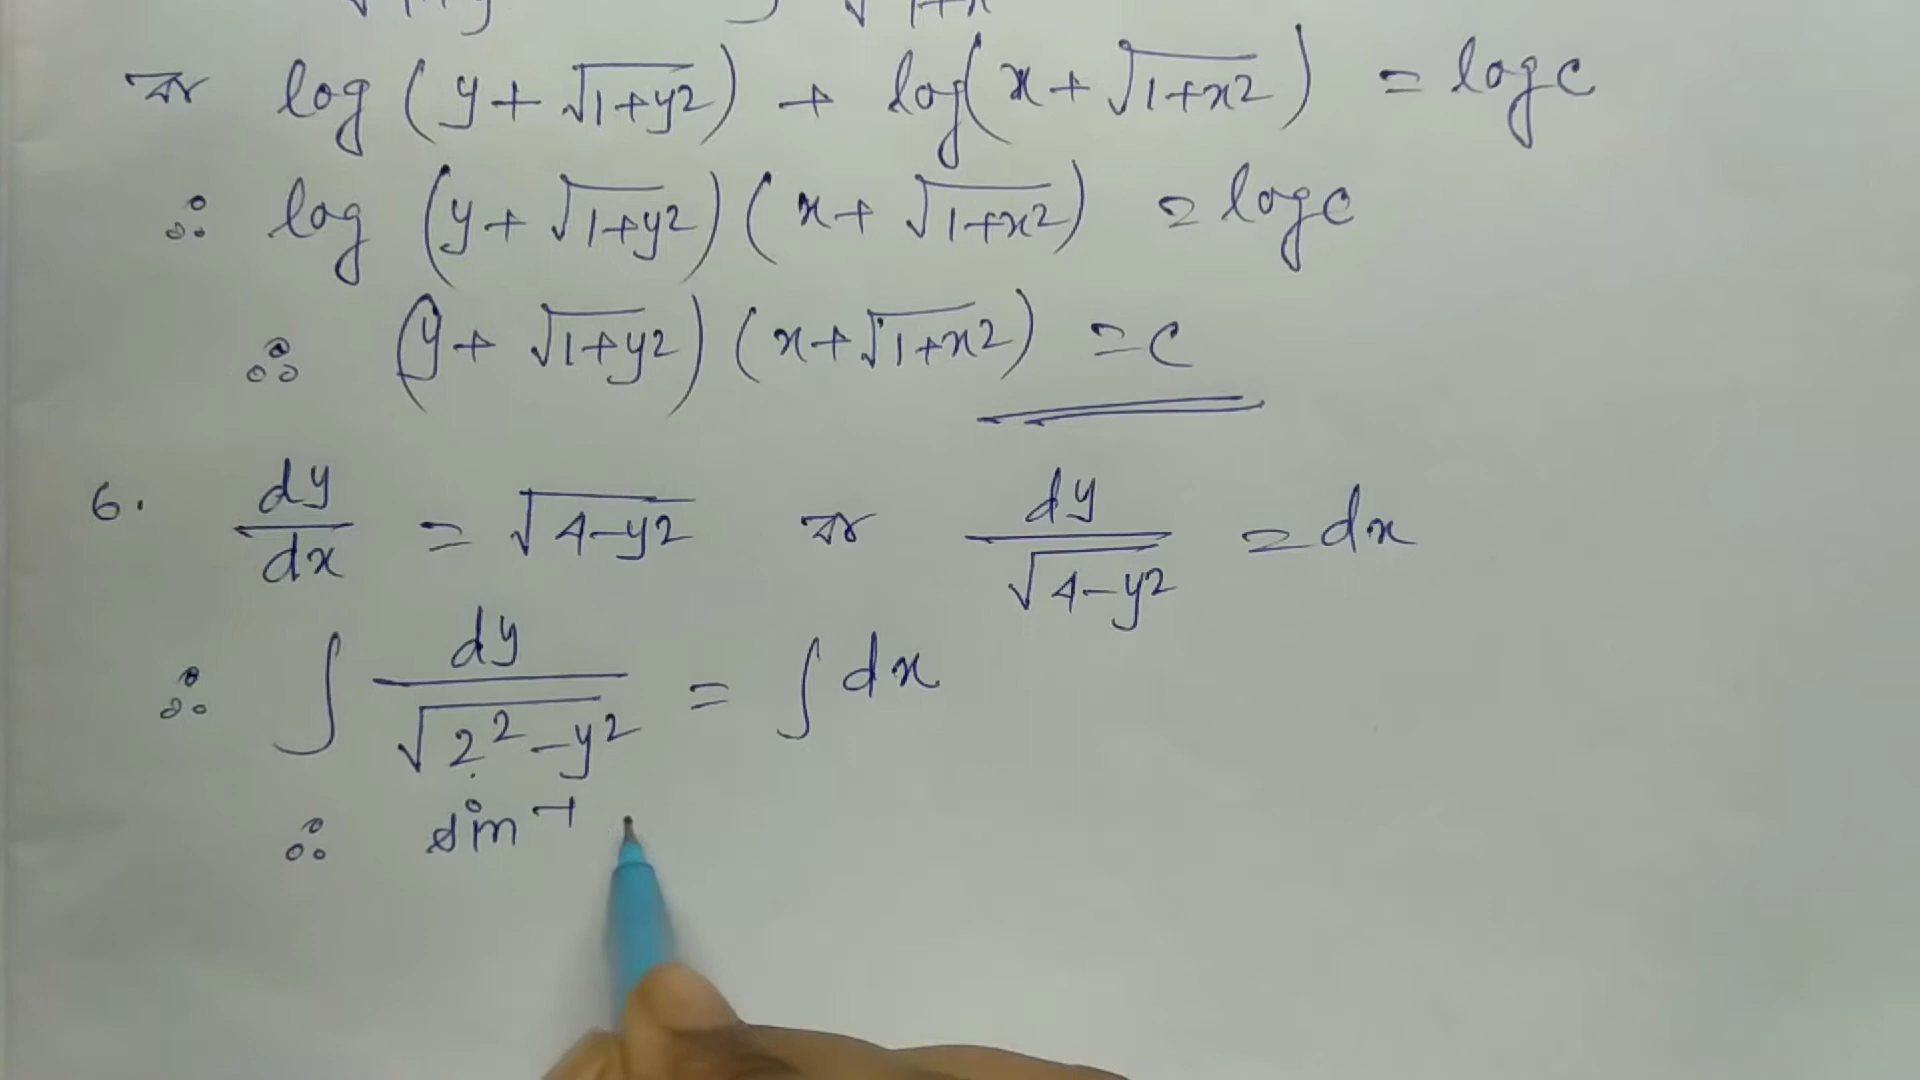 বা log (y + √1+y2) + log(x + √1+x2) = log c
∴ log (y + √1+y2) (x + √1+x2) = log c
∴ (y + √1+y2) (x + √1+x2) = c
6. dy/dx = √4-y2 বা dy/√4-y2 = dx
∴ ∫ dy/√2² - y² = ∫ dx
∴ sin⁻¹